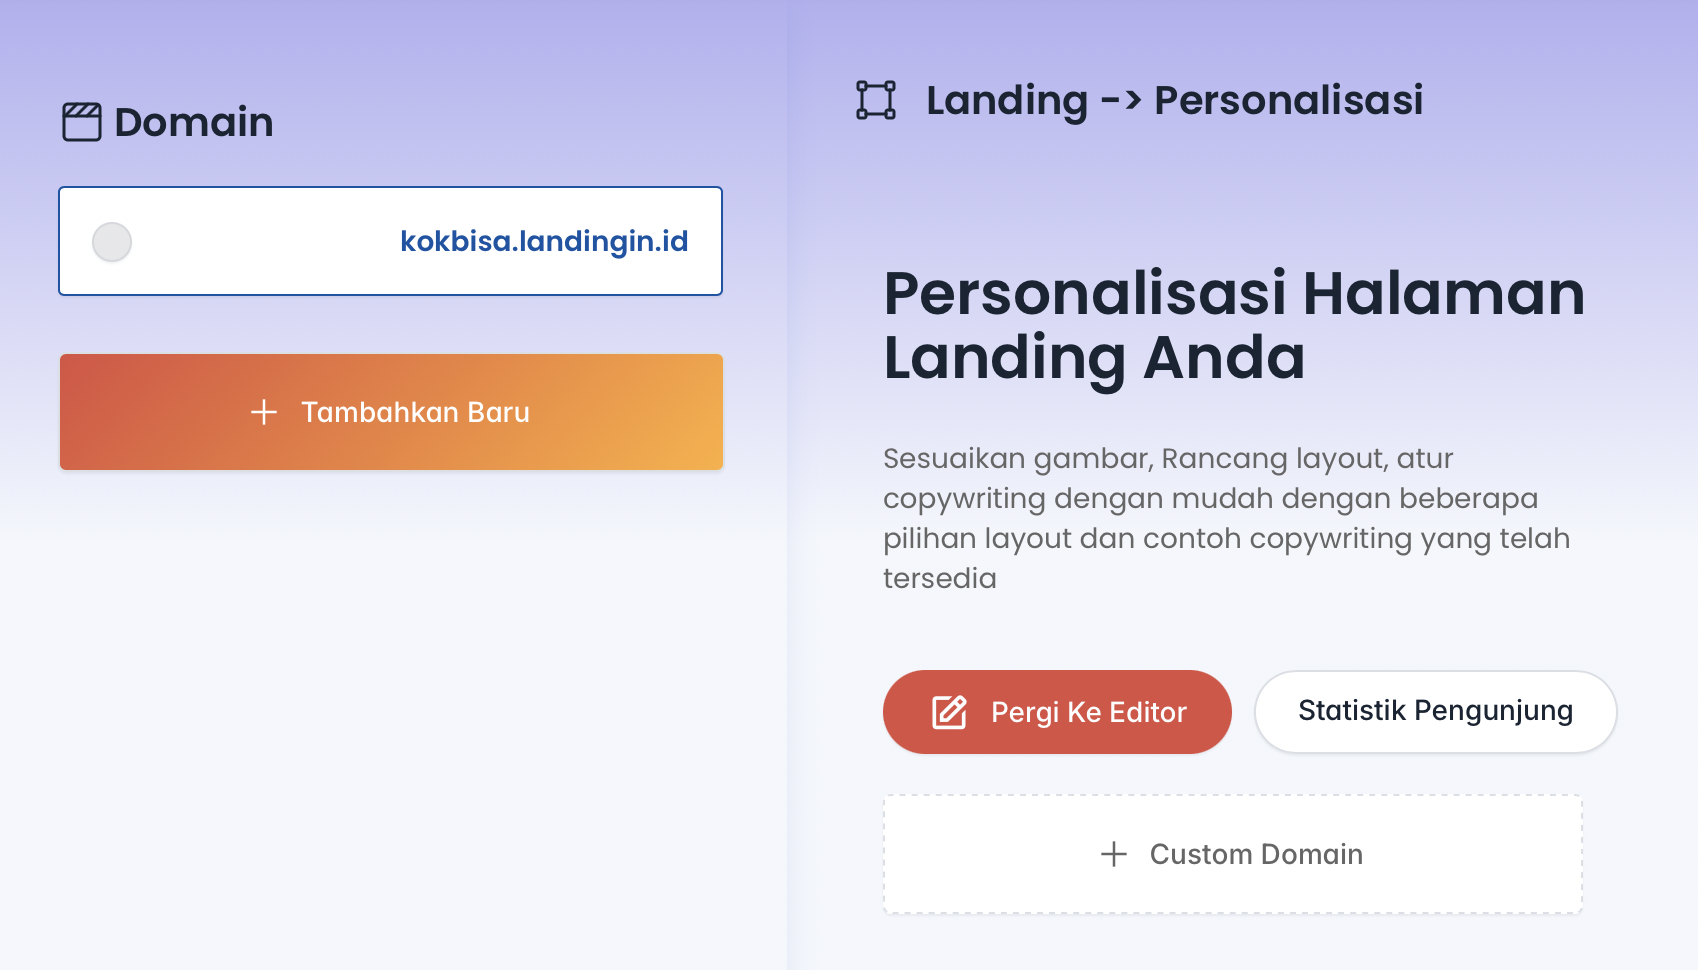 Domain
kokbisa.landingin.id
Tambahkan Baru
Landing -> Personalisasi
Personalisasi Halaman
Landing Anda
Sesuaikan gambar, Rancang layout, atur
copywriting dengan mudah dengan beberapa
pilihan layout dan contoh copywriting yang telah
tersedia
Pergi Ke Editor
Statistik Pengunjung
Custom Domain